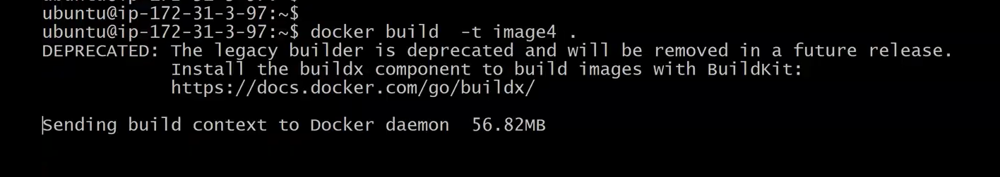 ubuntu@ip-172-31-3-97:~$
ubuntu@ip-172-31-3-97:~$ docker build  -t image4 .
DEPRECATED: The legacy builder is deprecated and will be removed in a future release.
            Install the buildx component to build images with BuildKit:
            https://docs.docker.com/go/buildx/

Sending build context to Docker daemon  56.82MB